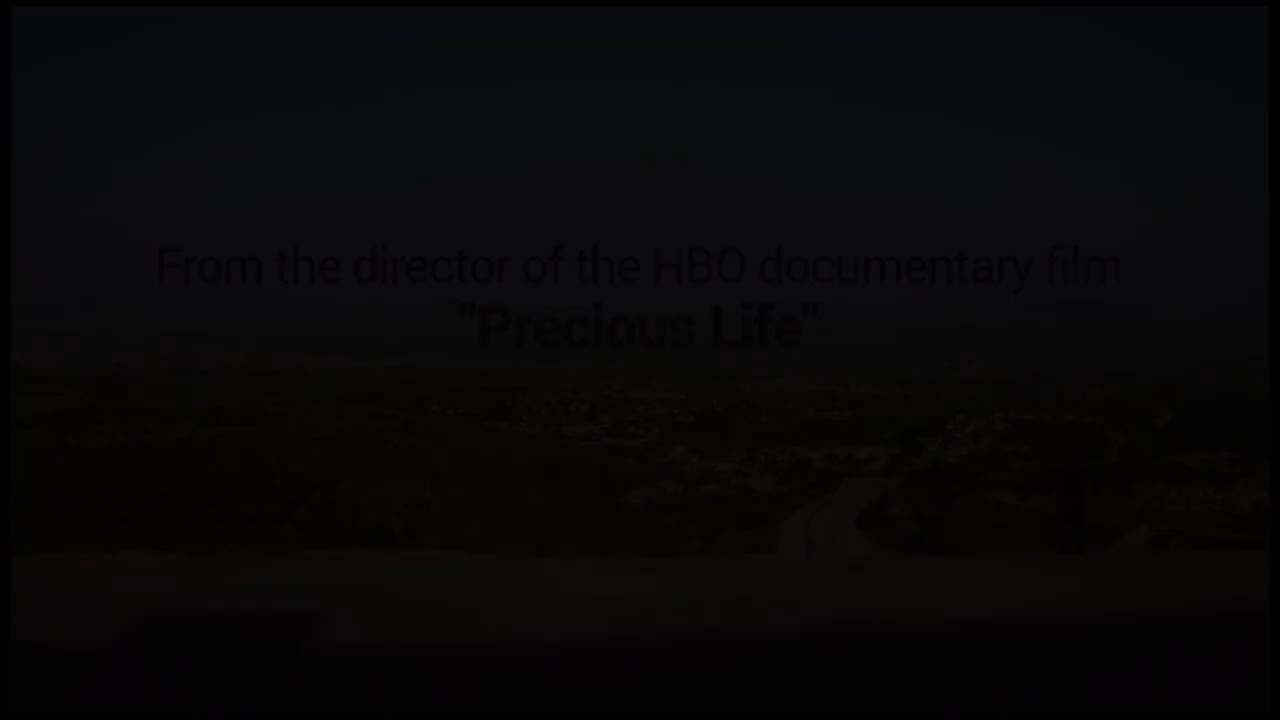 From the director of the HBO documentary film
"Precious Life"